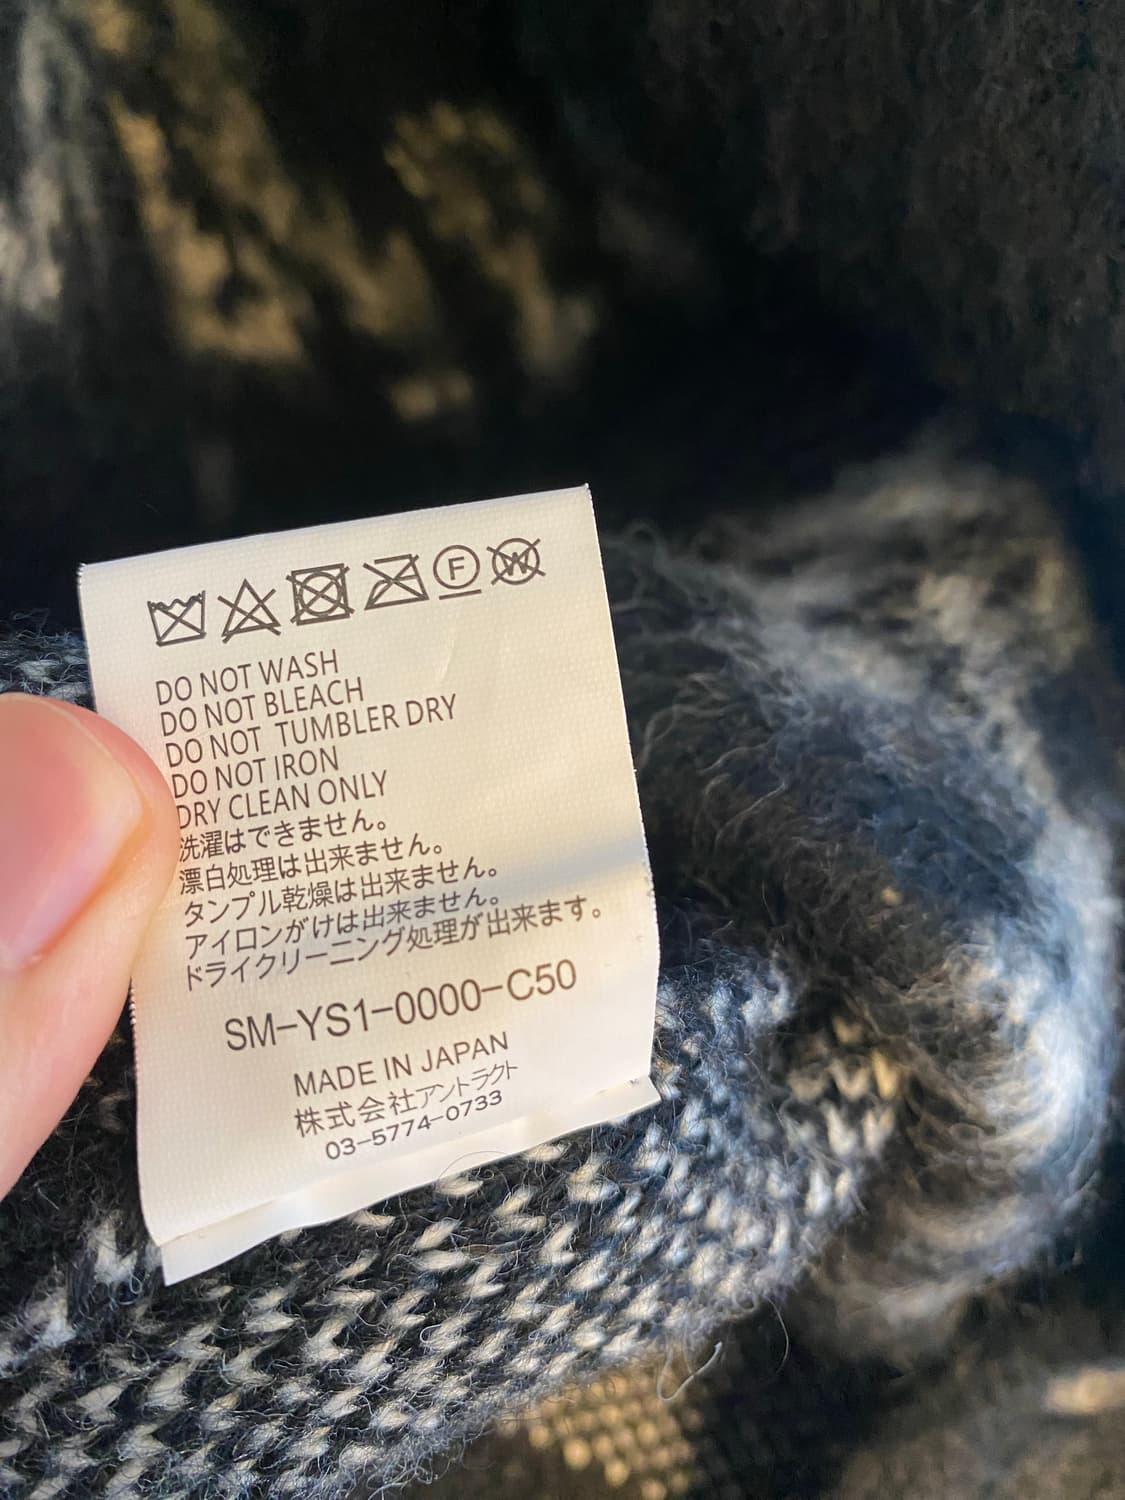 F W
DO NOT WASH
DO NOT BLEACH
DO NOT TUMBLER DRY
DO NOT IRON
DRY CLEAN ONLY
洗濯はできません。
漂白処理は出来ません。
タンブル乾燥は出来ません。
アイロンがけは出来ません。
ドライクリーニング処理が出来ます。
SM-YS1-0000-C50
MADE IN JAPAN
株式会社アントラクト
03-5774-0733